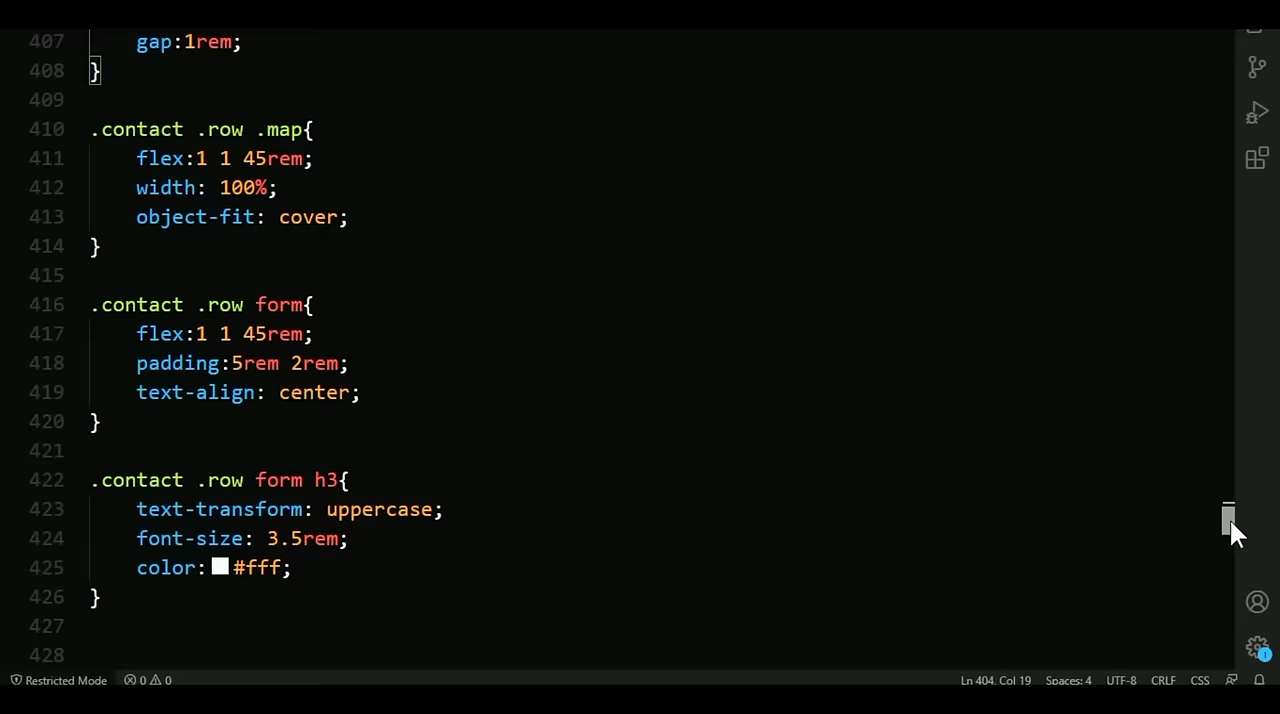 407 gap:1rem;
408 }
409
410 .contact .row .map{
411 flex:1 1 45rem;
412 width: 100%;
413 object-fit: cover;
414 }
415
416 .contact .row form{
417 flex:1 1 45rem;
418 padding:5rem 2rem;
419 text-align: center;
420 }
421
422 .contact .row form h3{
423 text-transform: uppercase;
424 font-size: 3.5rem;
425 color: #fff;
426 }
427
428
1
Restricted Mode 0 0 Ln 404, Col 19 Spaces: 4 UTF-8 CRLF CSS